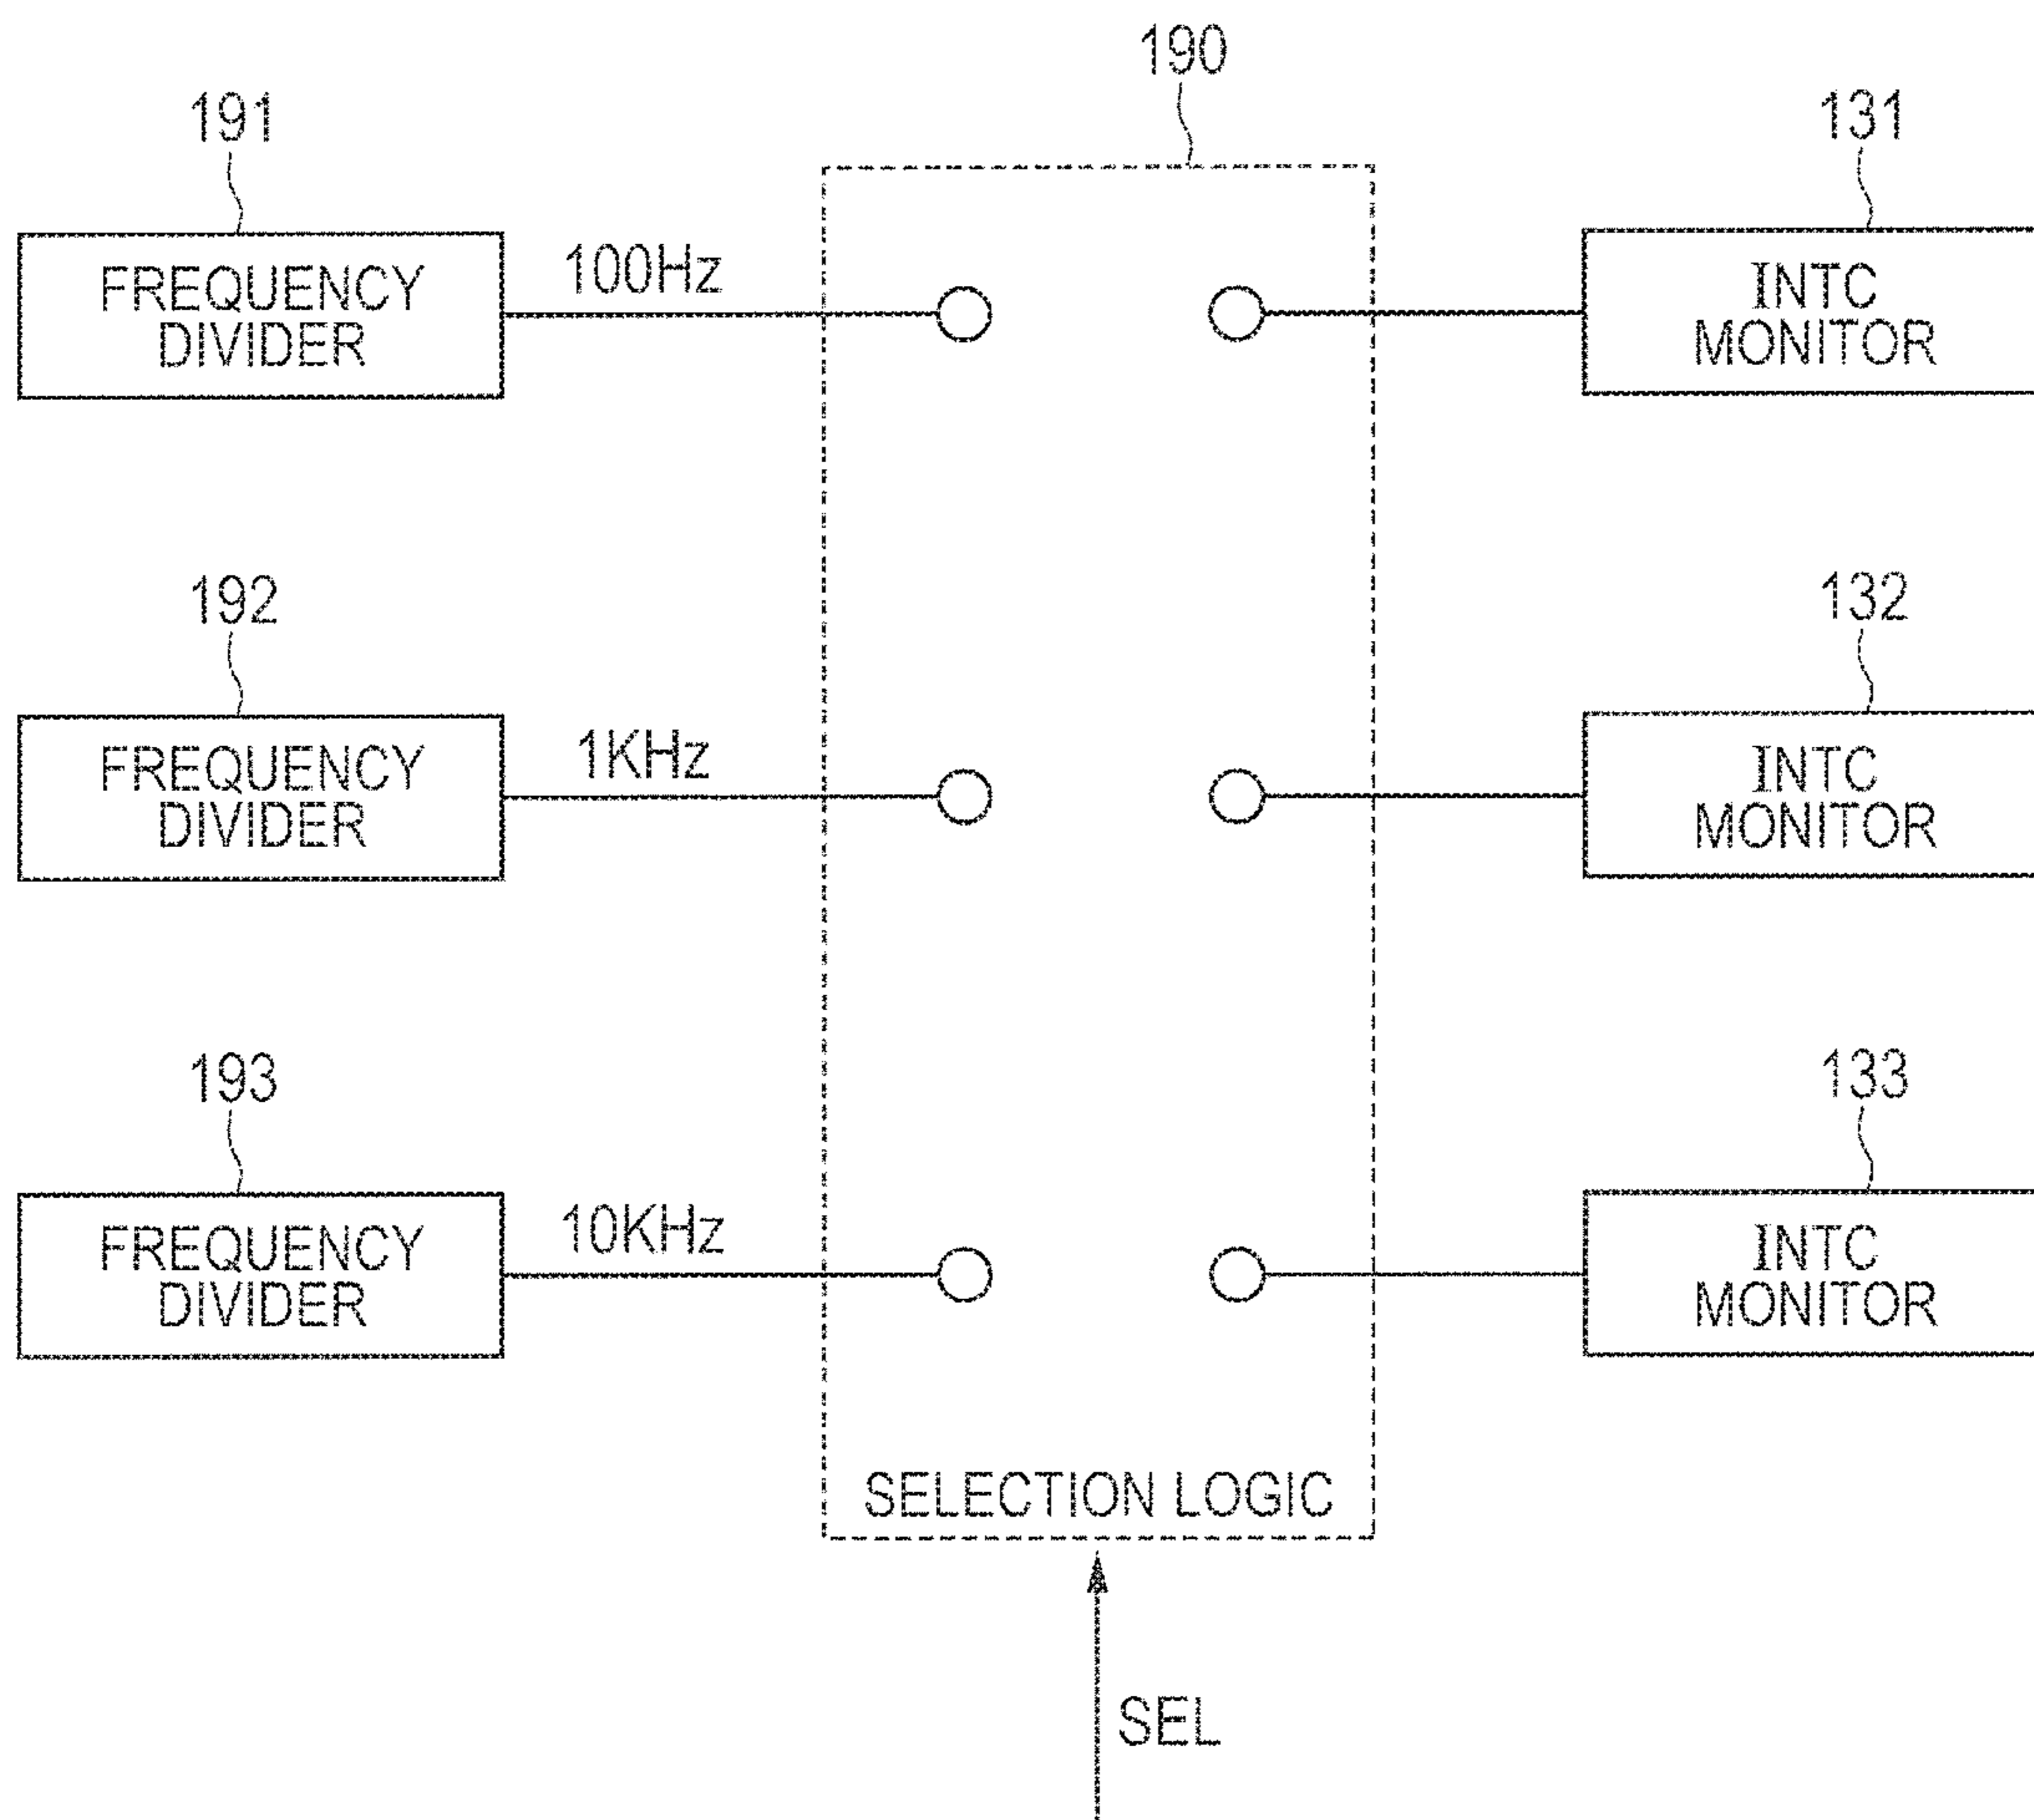 190
191
131
FREQUENCY
DIVIDER
100Hz
INTC
MONITOR
192
132
FREQUENCY
DIVIDER
1KHz
INTC
MONITOR
193
133
FREQUENCY
DIVIDER
10KHz
INTC
MONITOR
SELECTION LOGIC
SEL